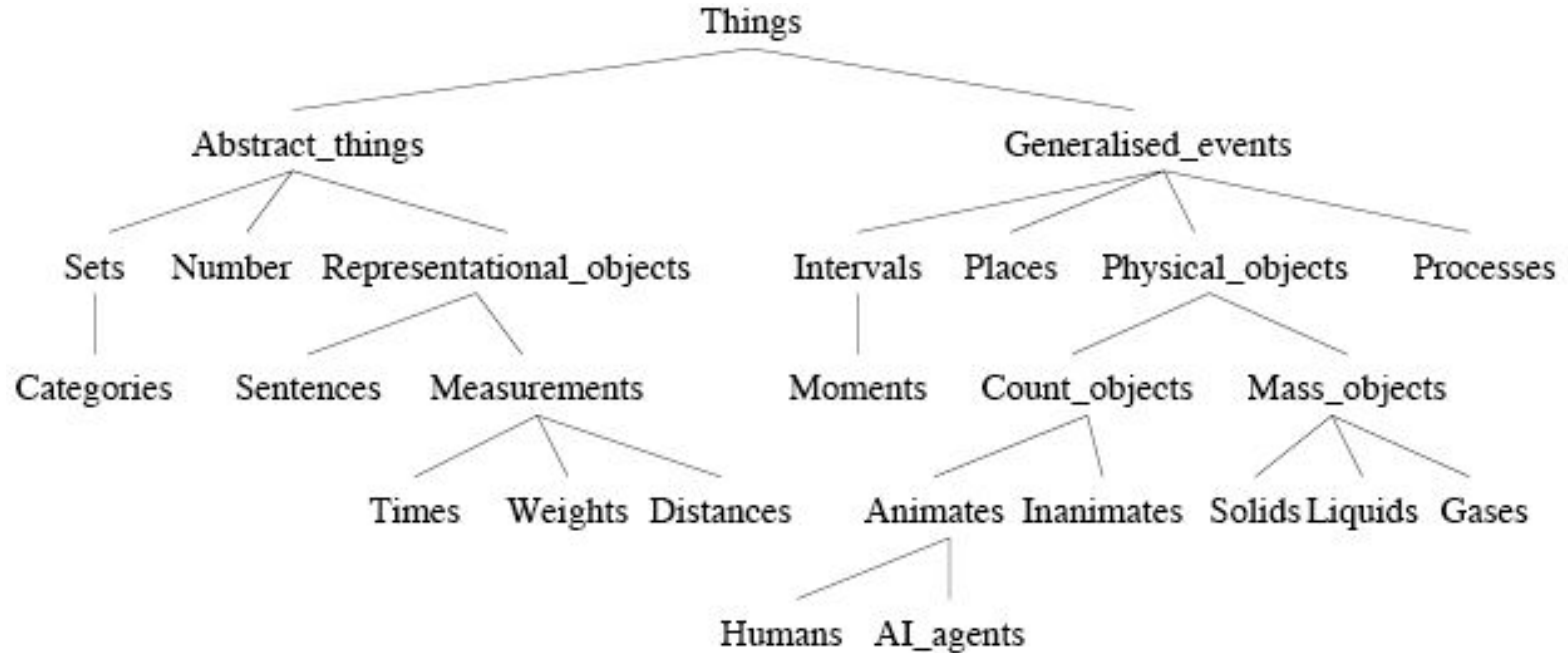 Things
Abstract_things Generalised_events
Sets Number Representational_objects Intervals Places Physical_objects Processes
Categories Sentences Measurements Moments Count_objects Mass_objects
Times Weights Distances Animates Inanimates Solids Liquids Gases
Humans AI_agents